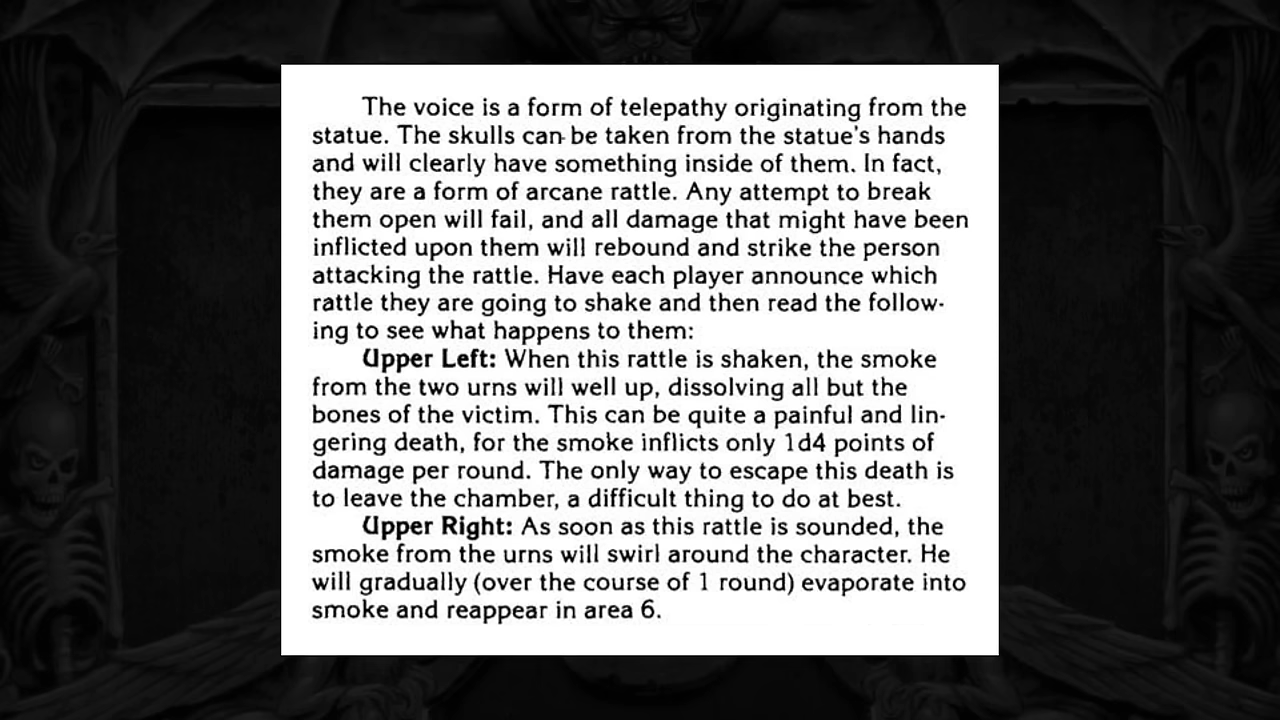 The voice is a form of telepathy originating from the
statue. The skulls can be taken from the statue's hands
and will clearly have something inside of them. In fact,
they are a form of arcane rattle. Any attempt to break
them open will fail, and all damage that might have been
inflicted upon them will rebound and strike the person
attacking the rattle. Have each player announce which
rattle they are going to shake and then read the follow-
ing to see what happens to them:
Upper Left: When this rattle is shaken, the smoke
from the two urns will well up, dissolving all but the
bones of the victim. This can be quite a painful and lin-
gering death, for the smoke inflicts only 1d4 points of
damage per round. The only way to escape this death is
to leave the chamber, a difficult thing to do at best.
Upper Right: As soon as this rattle is sounded, the
smoke from the urns will swirl around the character. He
will gradually (over the course of 1 round) evaporate into
smoke and reappear in area 6.